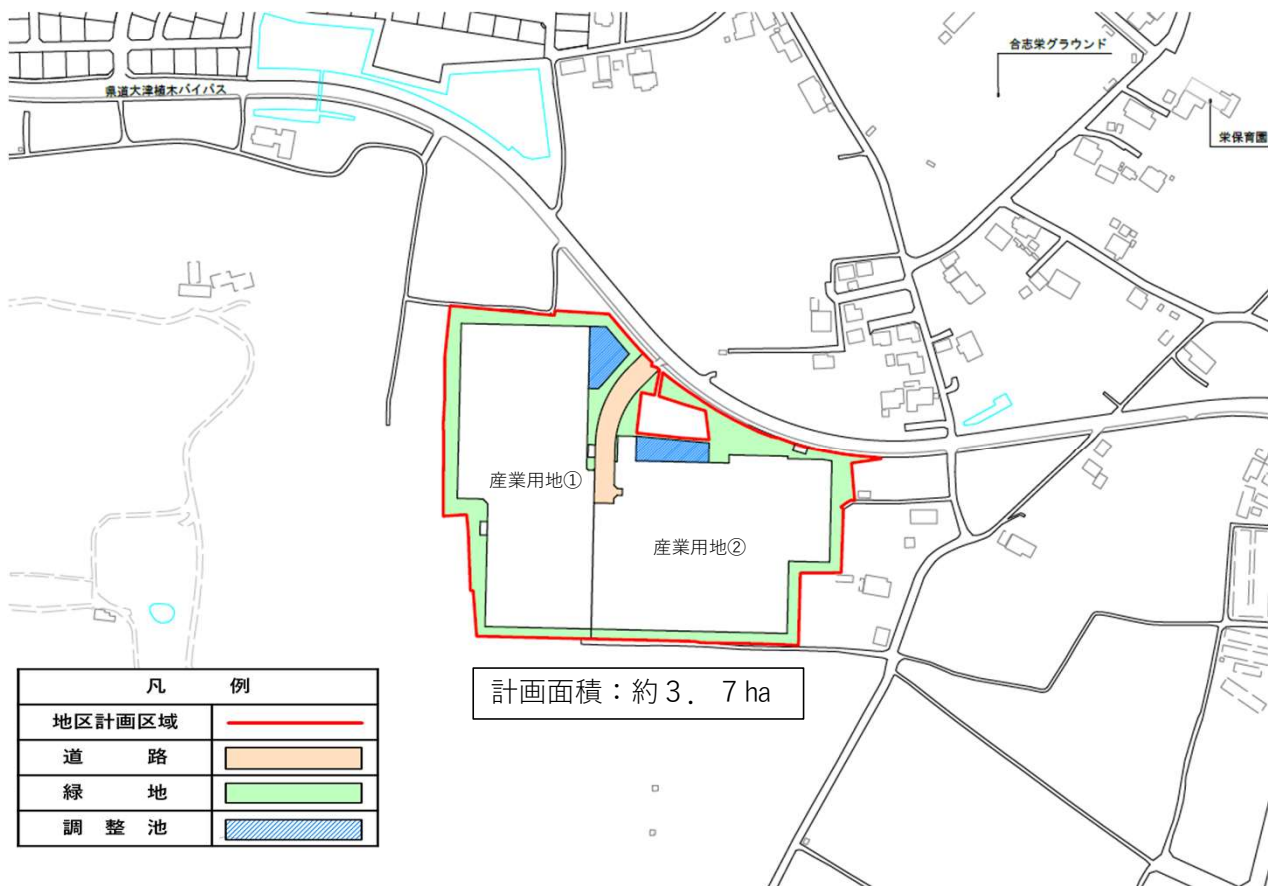 合志栄グラウンド
県道大津植木バイパス
栄保育園
産業用地①
産業用地②
計画面積：約３．７ha
凡例
地区計画区域
道路
緑地
調整池